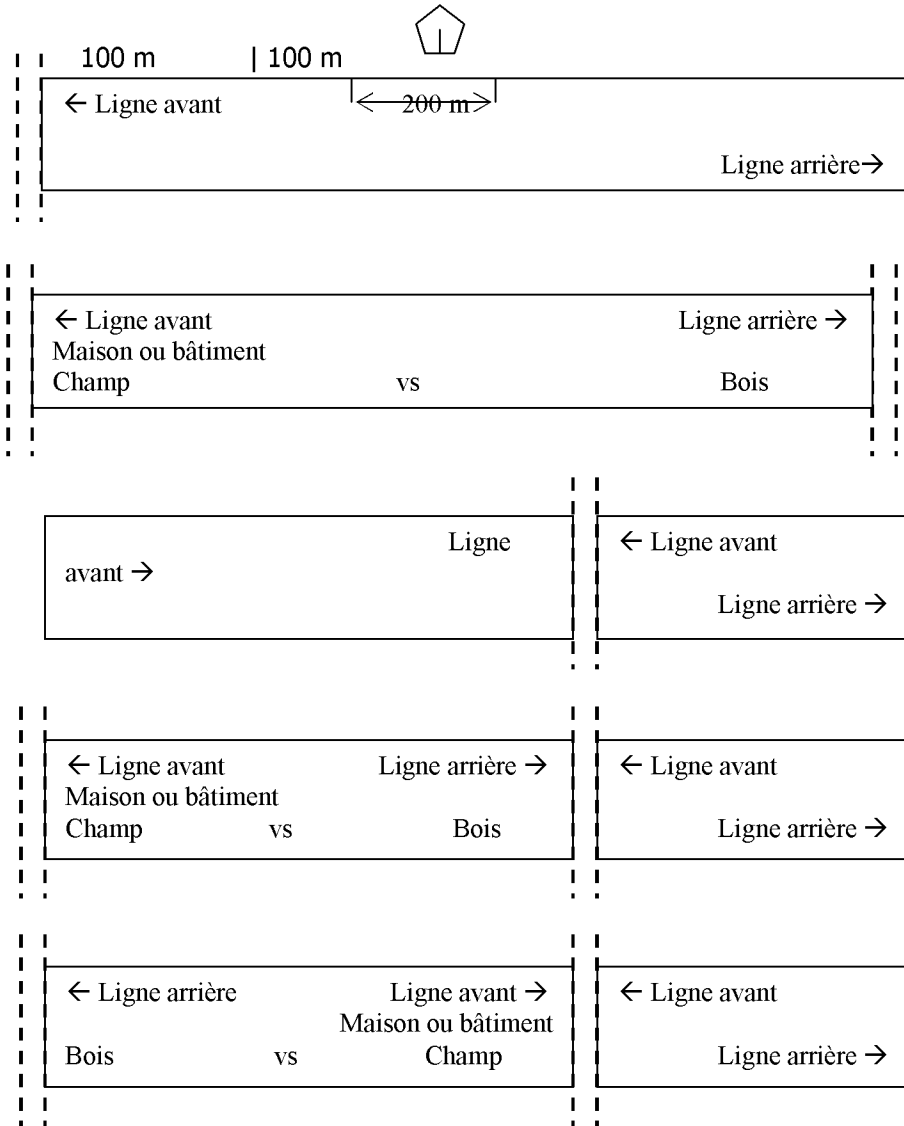 100 m | 100 m
← Ligne avant 200 m
Ligne arrière→
← Ligne avant Ligne arrière →
Maison ou bâtiment
Champ vs Bois
Ligne ← Ligne avant
avant →
Ligne arrière →
← Ligne avant Ligne arrière → ← Ligne avant
Maison ou bâtiment
Champ vs Bois Ligne arrière →
← Ligne arrière Ligne avant → ← Ligne avant
Maison ou bâtiment
Bois vs Champ Ligne arrière →